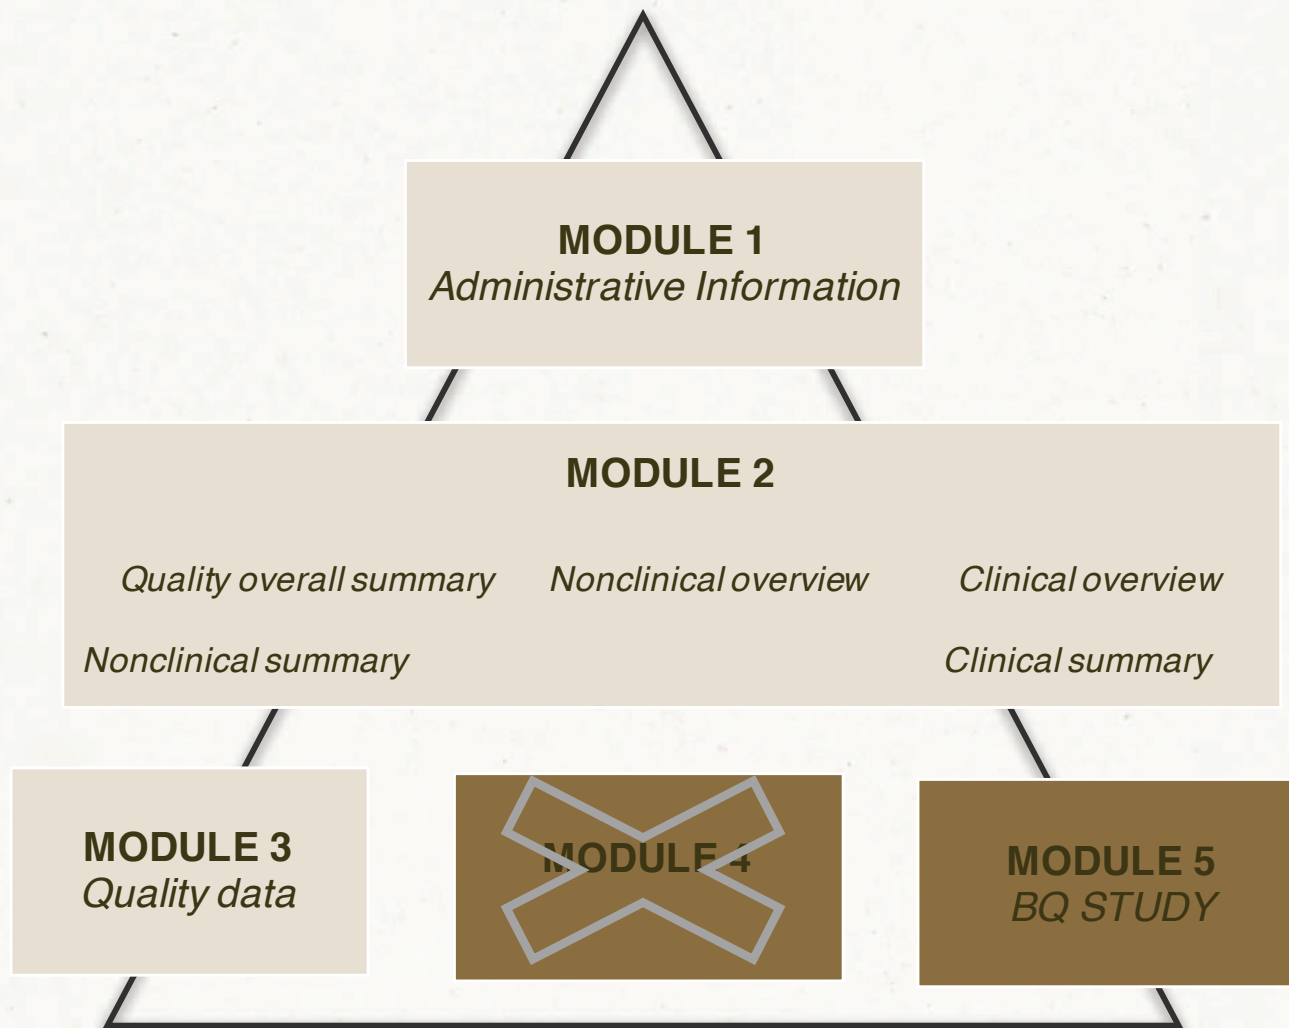 MODULE 1
Administrative Information
MODULE 2
Quality overall summary Nonclinical overview Clinical overview
Nonclinical summary Clinical summary
MODULE 3
Quality data
MODULE 4
MODULE 5
BQ STUDY